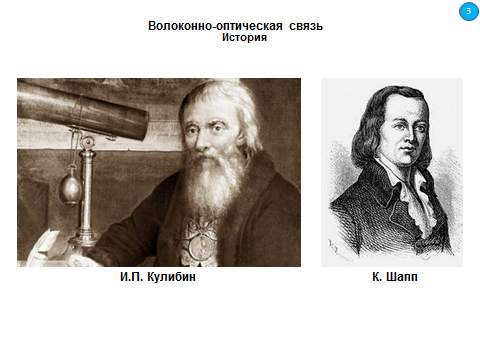 3
Волоконно-оптическая связь
История
И.П. Кулибин
К. Шапп